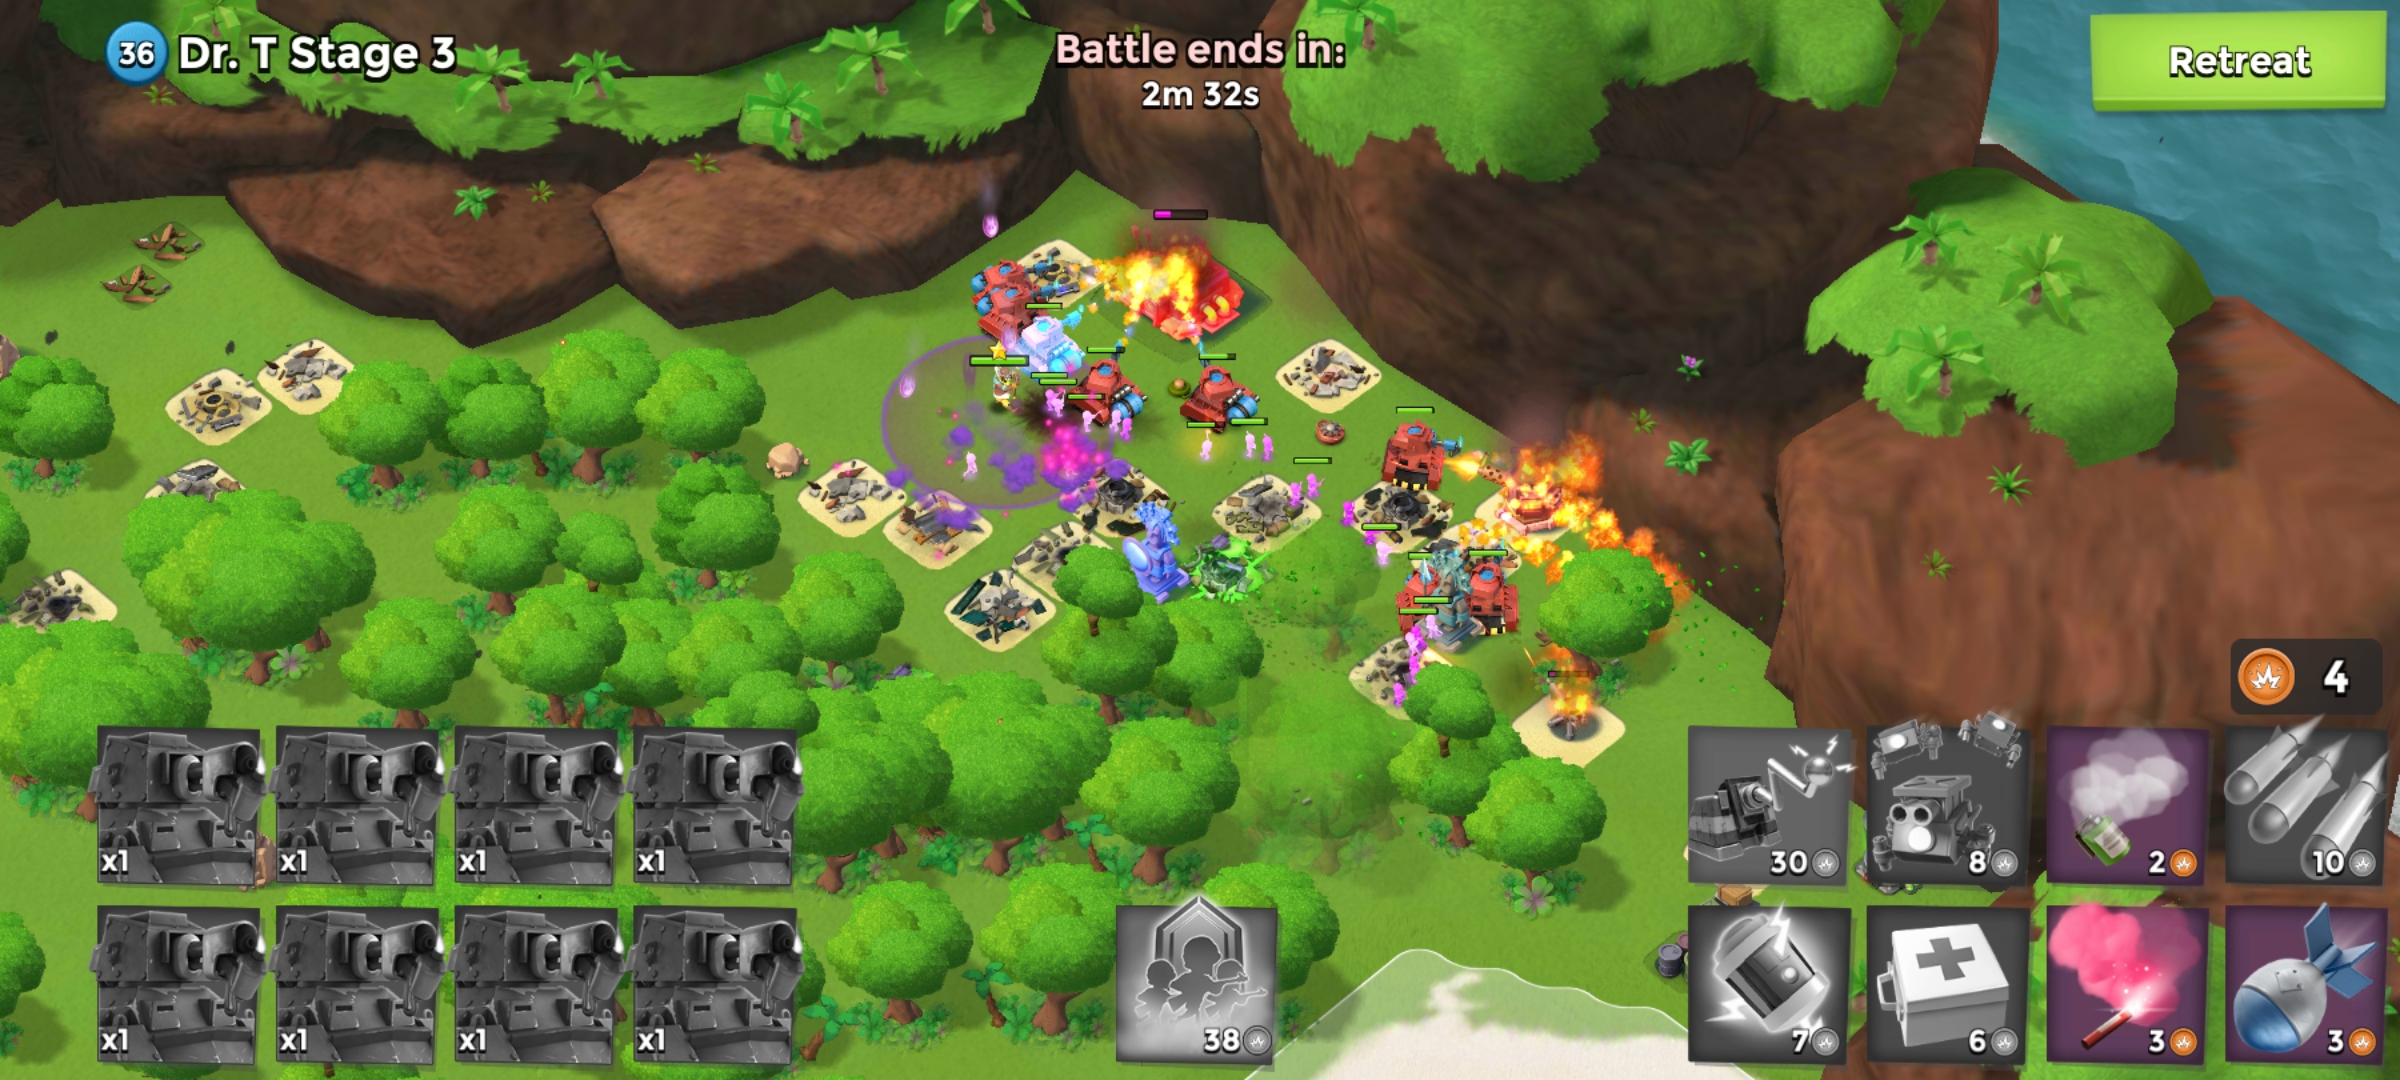 36 Dr. T Stage 3
Battle ends in:
2m 32s
Retreat
4
x1 x1 x1 x1
30 8 2 10
x1 x1 x1 x1
38
7 6 3 3